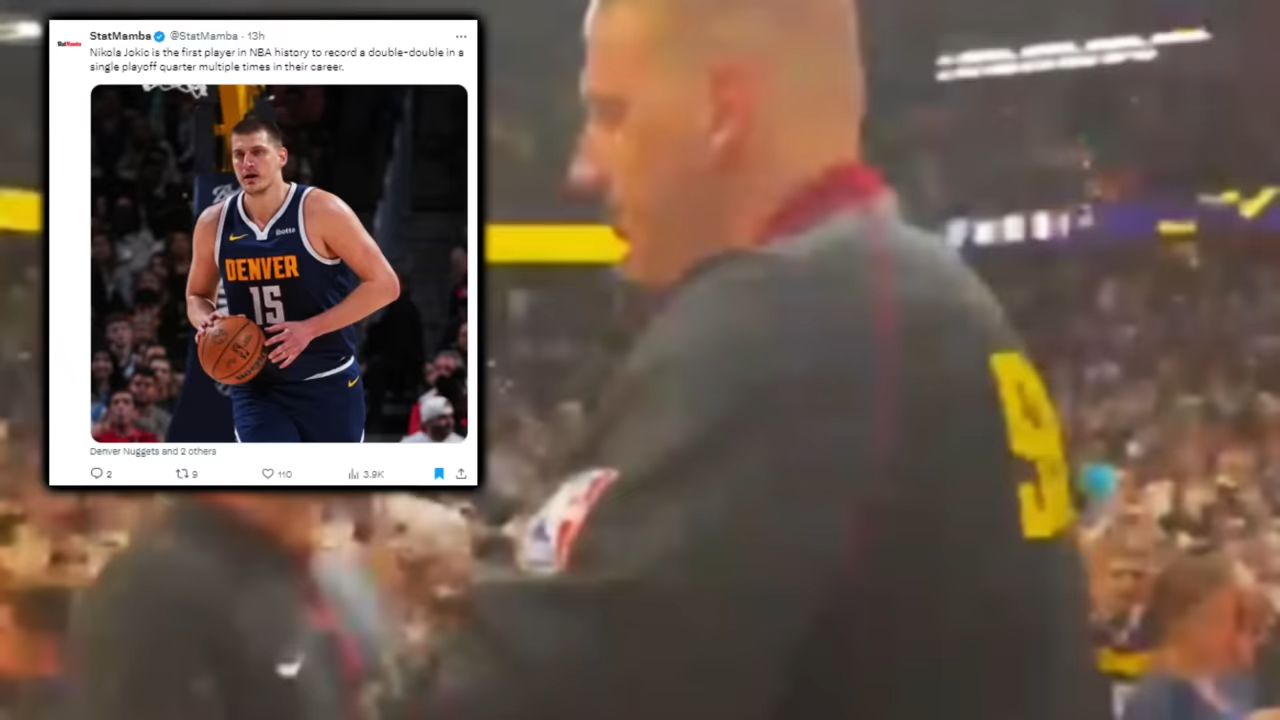 StatMamba @StatMamba · 13h
Nikola Jokic is the first player in NBA history to record a double-double in a
single playoff quarter multiple times in their career.
DENVER
15
Denver Nuggets and 2 others
2 9 110 3.9K